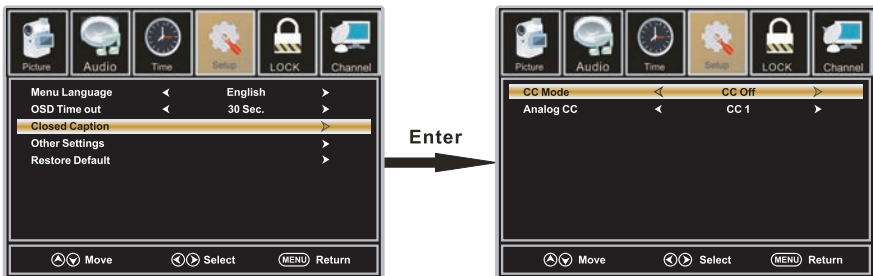 Picture Audio Time Setup LOCK Channel
Menu Language English
OSD Time out 30 Sec.
Closed Caption
Other Settings
Restore Default
Move Select MENU Return
Enter
Picture Audio Time Setup LOCK Channel
CC Mode CC Off
Analog CC CC 1
Move Select MENU Return